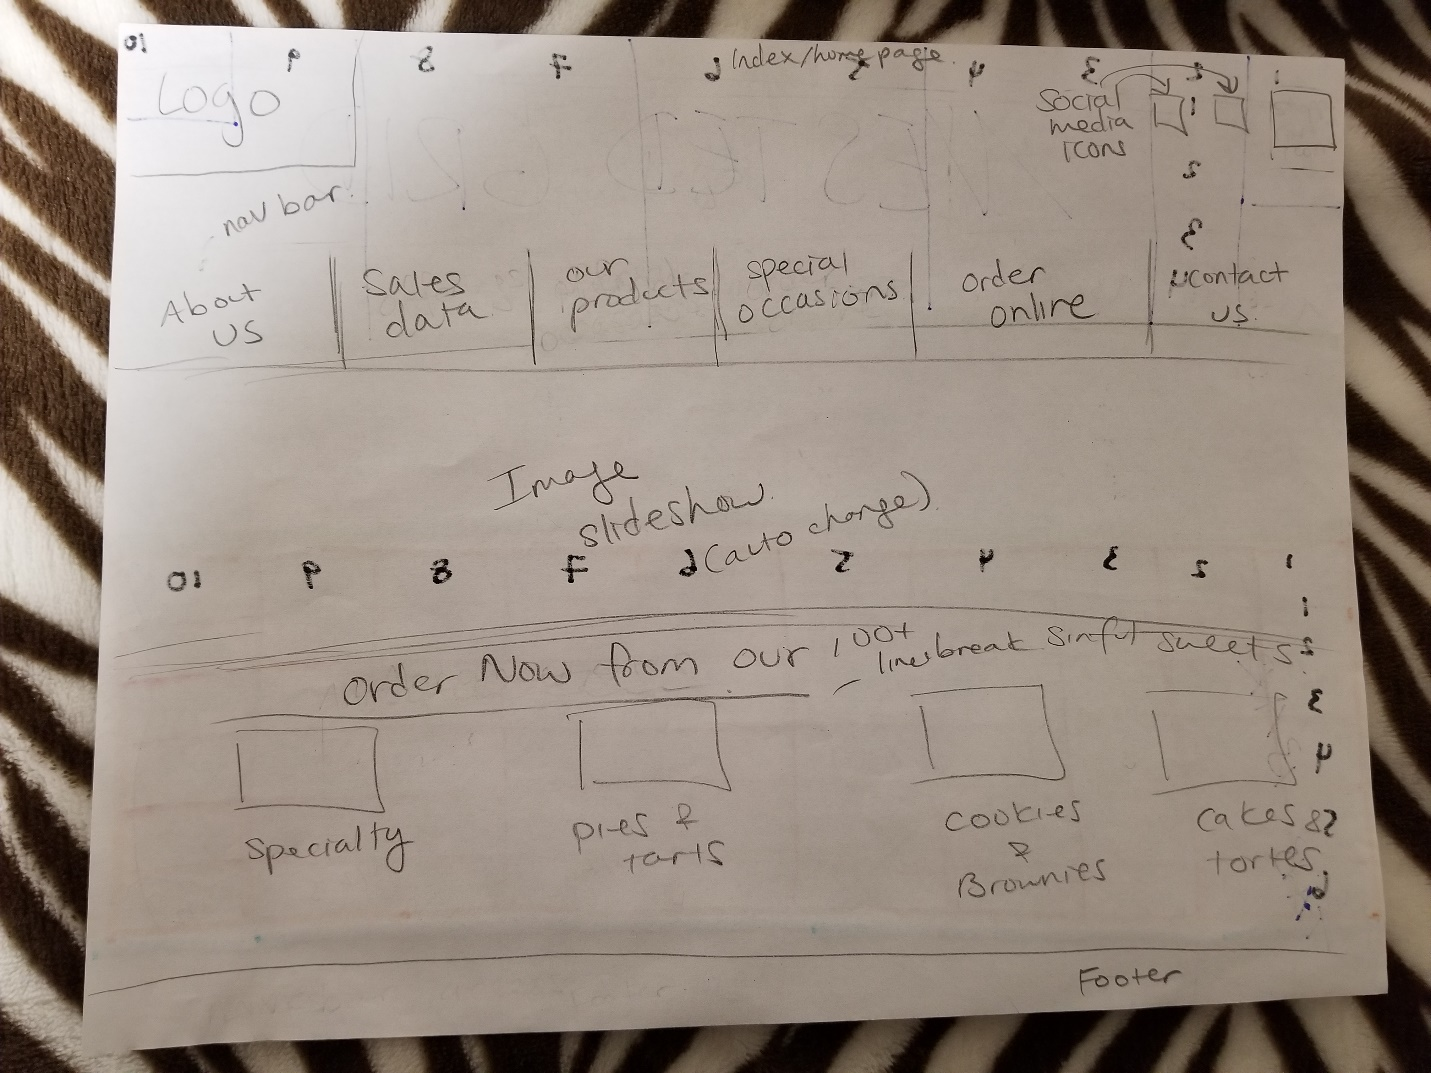 Index/home page.
Logo
Social
media
icons
nav bar.
About
us
Sales
data
our
products
special
occasions
order
online
contact
us.
Image
slideshow.
(auto change)
Order Now from our 100+
linesbreak sinful sweets
specialty
pies &
tarts
cookies
&
Brownies
cakes &
tortes.
Footer